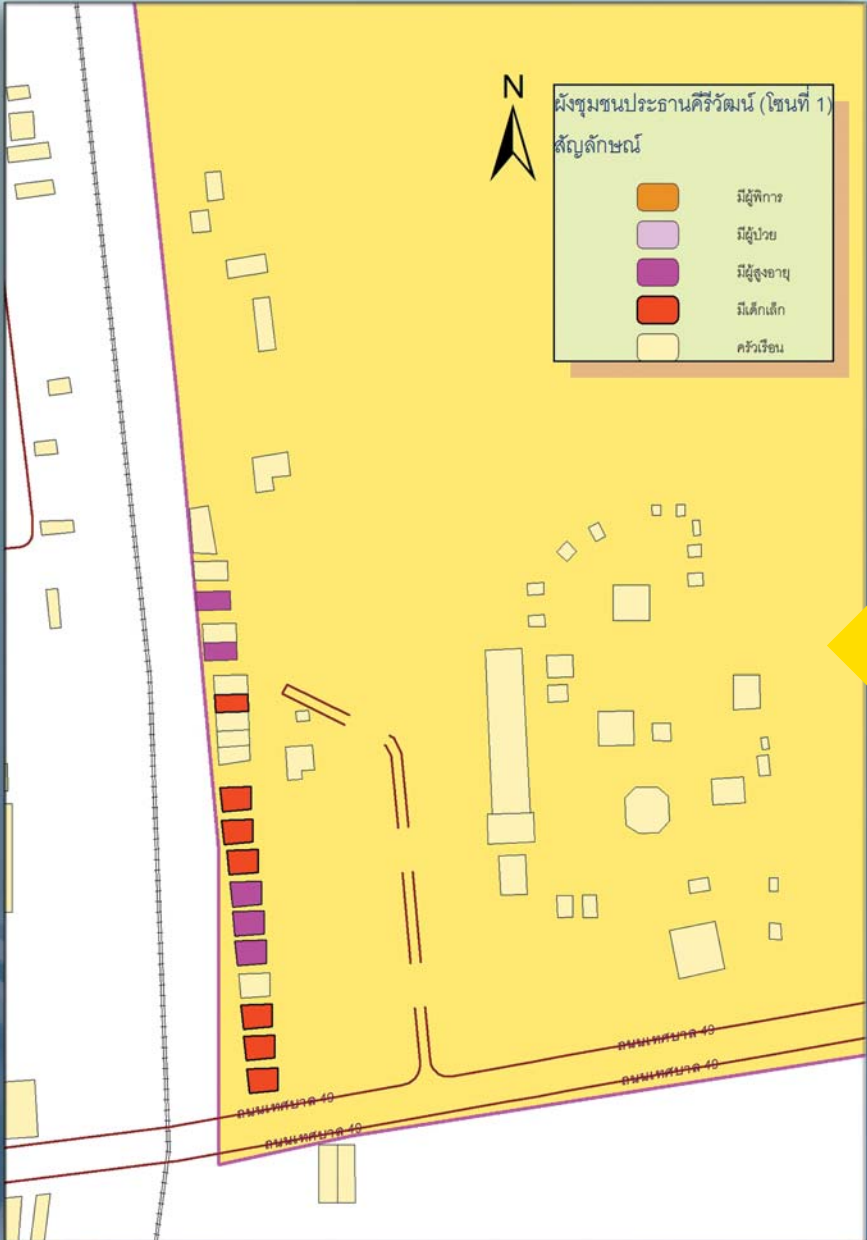 N
ผังชุมชนประธานคีรีวัฒน์ (โซนที่ 1)
สัญลักษณ์
มีผู้พิการ
มีผู้ป่วย
มีผู้สูงอายุ
มีเด็กเล็ก
ครัวเรือน
ถนนเทศบาล 49
ถนนเทศบาล 49
ถนนเทศบาล 49
ถนนเทศบาล 49